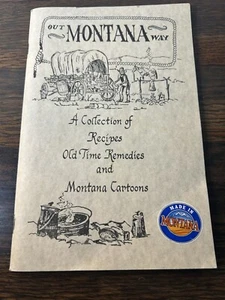 OUT MONTANA WAY
A Collection of
Recipes
Old Time Remedies
and
Montana Cartoons
MADE IN
MONTANA